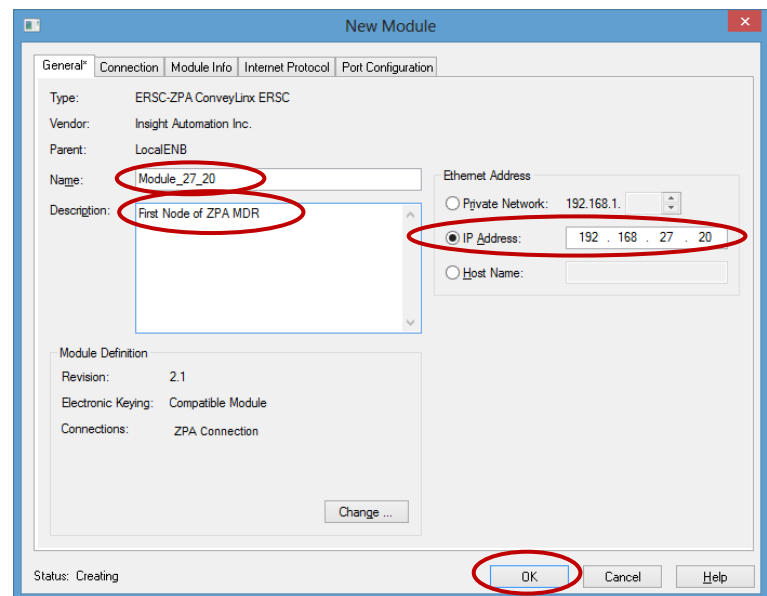 New Module
General* Connection Module Info Internet Protocol Port Configuration
Type: ERSC-ZPA ConveyLinx ERSC
Vendor: Insight Automation Inc.
Parent: LocalENB
Name: Module_27_20
Description: First Node of ZPA MDR
Ethernet Address
Private Network: 192.168.1.
IP Address: 192 . 168 . 27 . 20
Host Name:
Module Definition
Revision: 2.1
Electronic Keying: Compatible Module
Connections: ZPA Connection
Change ...
Status: Creating
OK Cancel Help